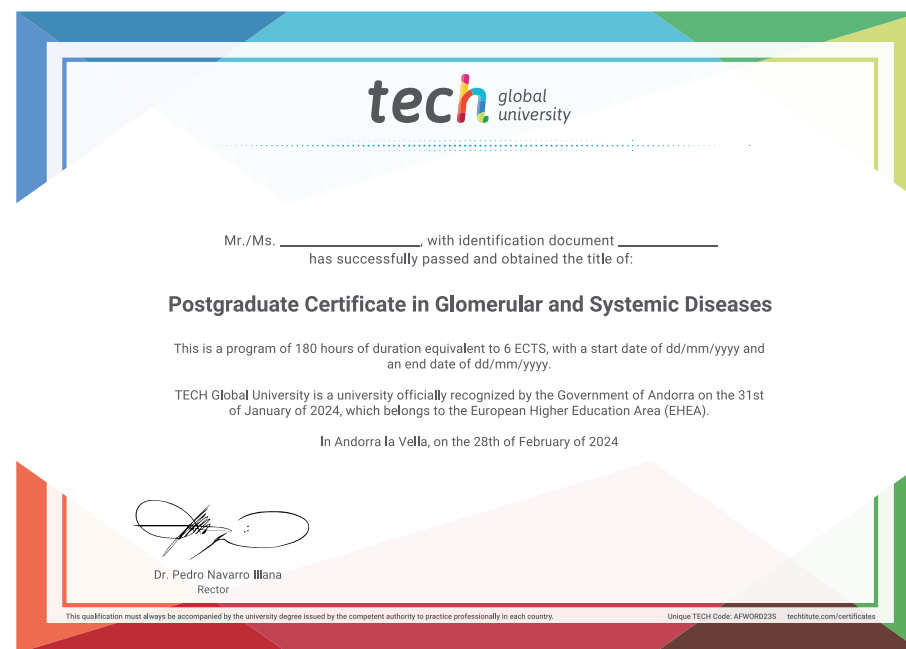 tech global university
Mr./Ms. ____________, with identification document ____________
has successfully passed and obtained the title of:
Postgraduate Certificate in Glomerular and Systemic Diseases
This is a program of 180 hours of duration equivalent to 6 ECTS, with a start date of dd/mm/yyyy and
an end date of dd/mm/yyyy.
TECH Global University is a university officially recognized by the Government of Andorra on the 31st
of January of 2024, which belongs to the European Higher Education Area (EHEA).
In Andorra la Vella, on the 28th of February of 2024
Dr. Pedro Navarro Illana
Rector
This qualification must always be accompanied by the university degree issued by the competent authority to practice professionally in each country.
Unique TECH Code: AFWORD23S techtitute.com/certificates